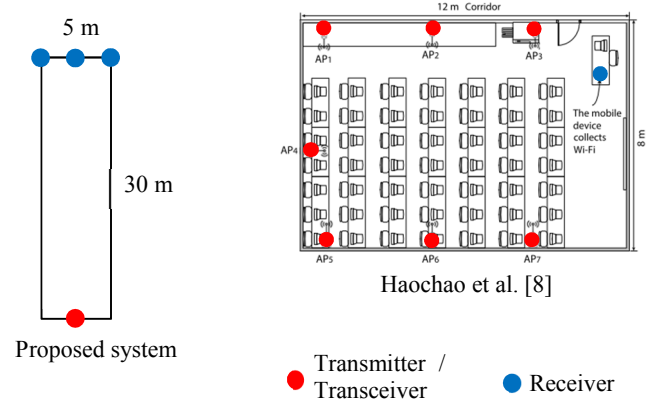 5 m
30 m
Proposed system
12 m Corridor
AP1
AP2
AP3
The mobile
device
collects
Wi-Fi
8 m
AP4
AP5
AP6
AP7
Haochao et al. [8]
Transmitter /
Transceiver
Receiver